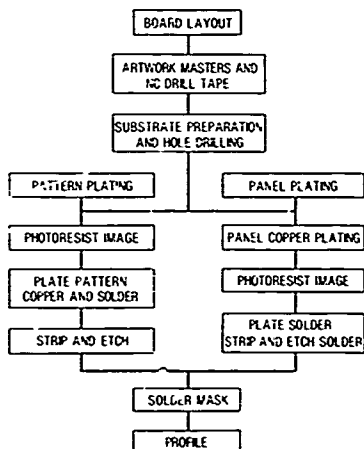 BOARD LAYOUT
ARTWORK MASTERS AND
NC DRILL TAPE
SUBSTRATE PREPARATION
AND HOLE DRILLING
PATTERN PLATING
PANEL PLATING
PHOTORESIST IMAGE
PANEL COPPER PLATING
PLATE PATTERN
COPPER AND SOLDER
PHOTORESIST IMAGE
STRIP AND ETCH
PLATE SOLDER
STRIP AND ETCH SOLDER
SOLDER MASK
PROFILE